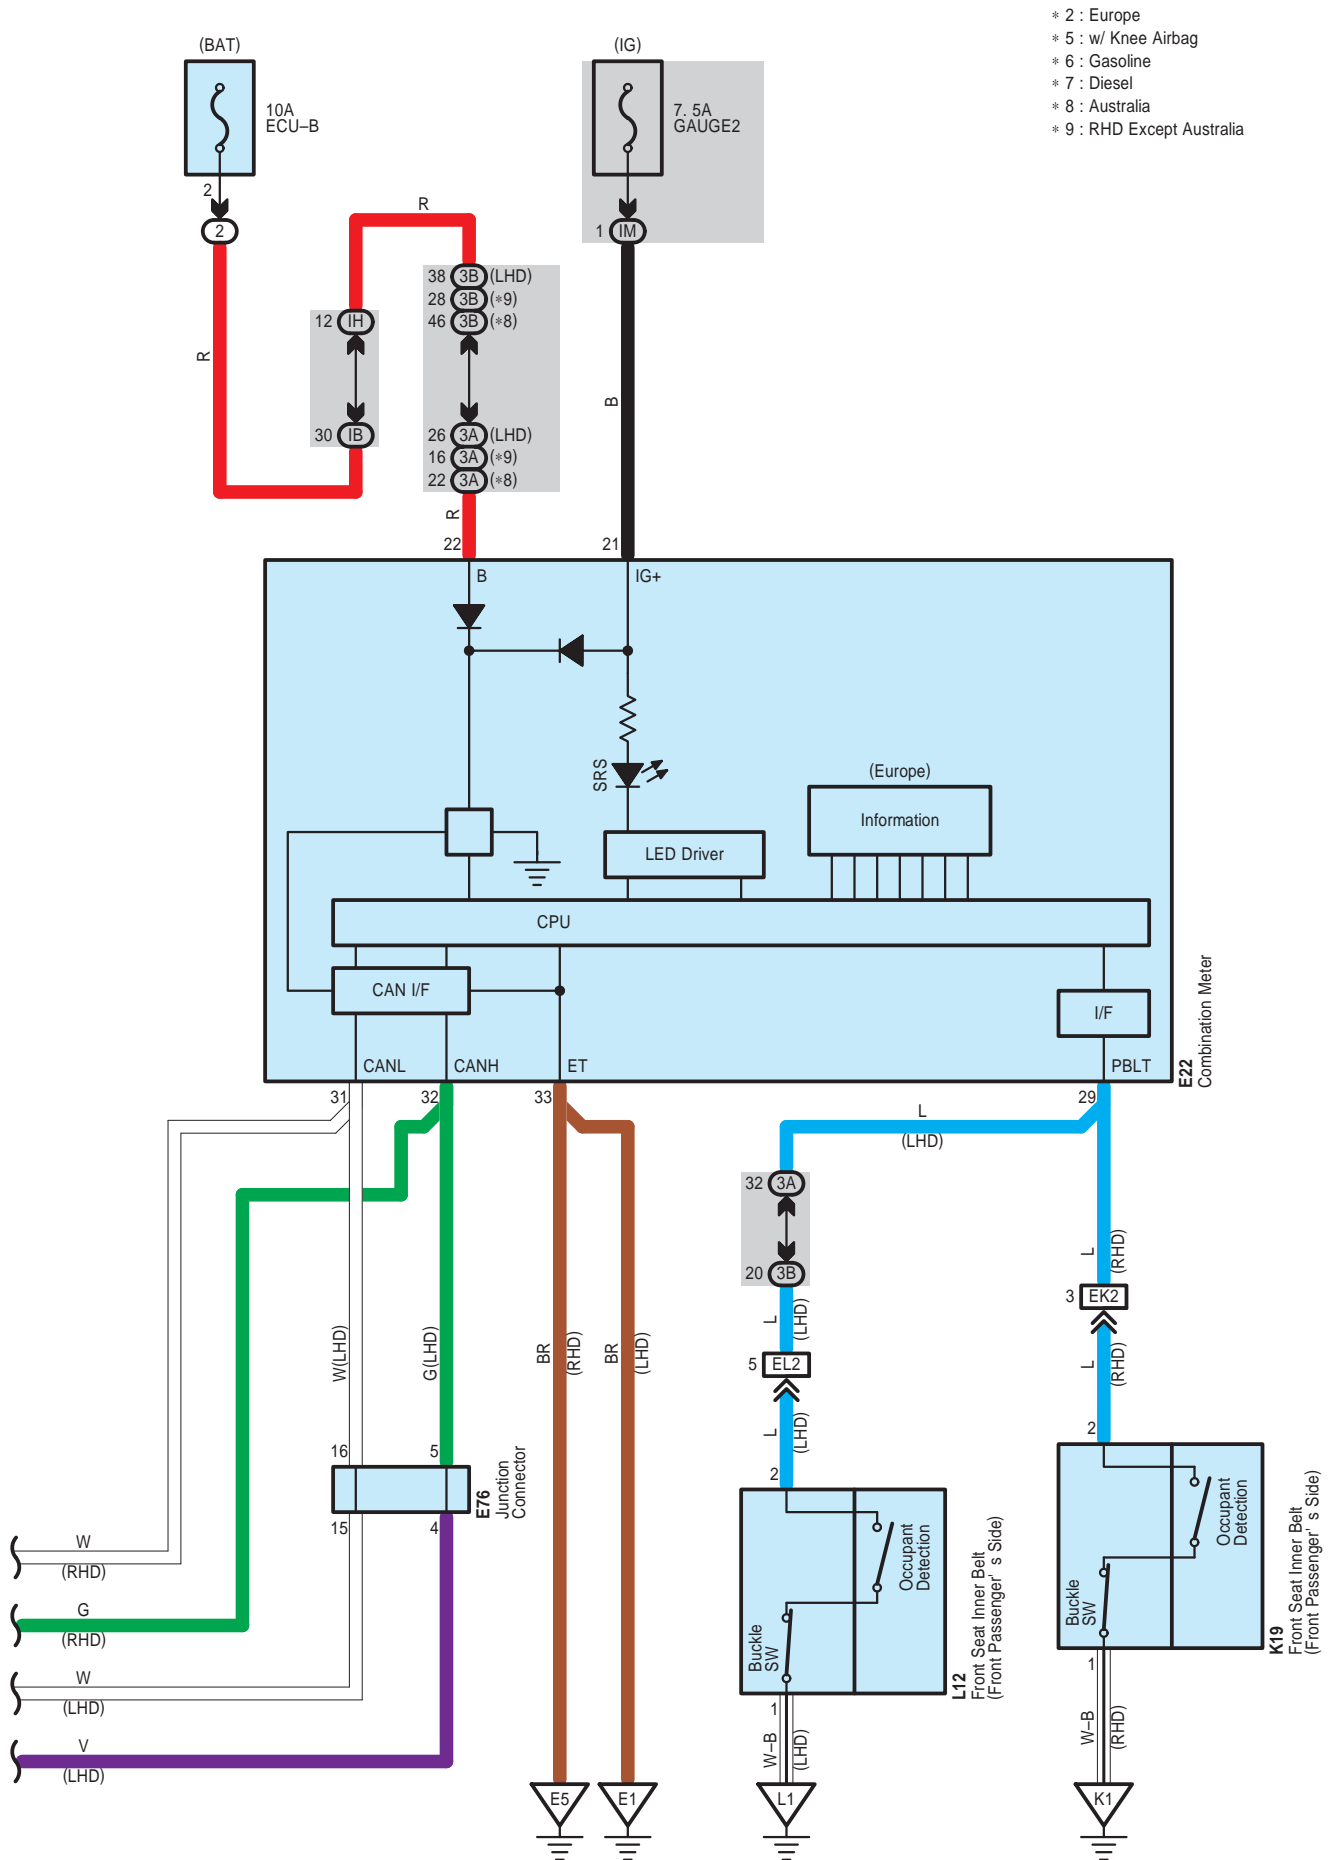 ∗ 2 : Europe
∗ 5 : w/ Knee Airbag
∗ 6 : Gasoline
∗ 7 : Diesel
∗ 8 : Australia
∗ 9 : RHD Except Australia
(BAT)
(IG)
10A
ECU–B
7. 5A
GAUGE2
2
2
1
IM
R
R
B
38 3B (LHD)
28 3B (∗9)
46 3B (∗8)
12 IH
30 IB
26 3A (LHD)
16 3A (∗9)
22 3A (∗8)
R
22
21
B
IG+
SRS
(Europe)
Information
LED Driver
CPU
CAN I/F
I/F
CANL
CANH
ET
PBLT
E22
Combination Meter
31
32
33
29
L
(LHD)
32 3A
20 3B
L
(LHD)
L
(RHD)
3 EK2
5 EL2
L
(RHD)
L
(LHD)
W(LHD)
G(LHD)
BR
(RHD)
BR
(LHD)
16
5
E76
Junction
Connector
15
4
2
2
Occupant
Detection
Buckle
SW
L12
Front Seat Inner Belt
(Front Passenger' s Side)
Occupant
Detection
Buckle
SW
K19
Front Seat Inner Belt
(Front Passenger' s Side)
W
(RHD)
G
(RHD)
W
(LHD)
V
(LHD)
1
W–B
(LHD)
1
W–B
(RHD)
E5
E1
L1
K1